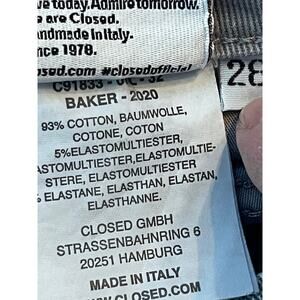 ve today. Admire tomorrow.
are Closed.
andmade in Italy.
nce 1978.
osed.com #closedofficial
28
C91833-
32
BAKER - 2020
93% COTTON, BAUMWOLLE,
COTONE, COTON
5%ELASTOMULTIESTER,
ELASTOMULTIESTER,ELASTOMULTIE-
STERE, ELASTOMULTIESTER
% ELASTANE, ELASTHAN, ELASTAN,
ELASTHANNE.
CLOSED GMBH
STRASSENBAHNRING 6
20251 HAMBURG
MADE IN ITALY
WWW.CLOSED.COM